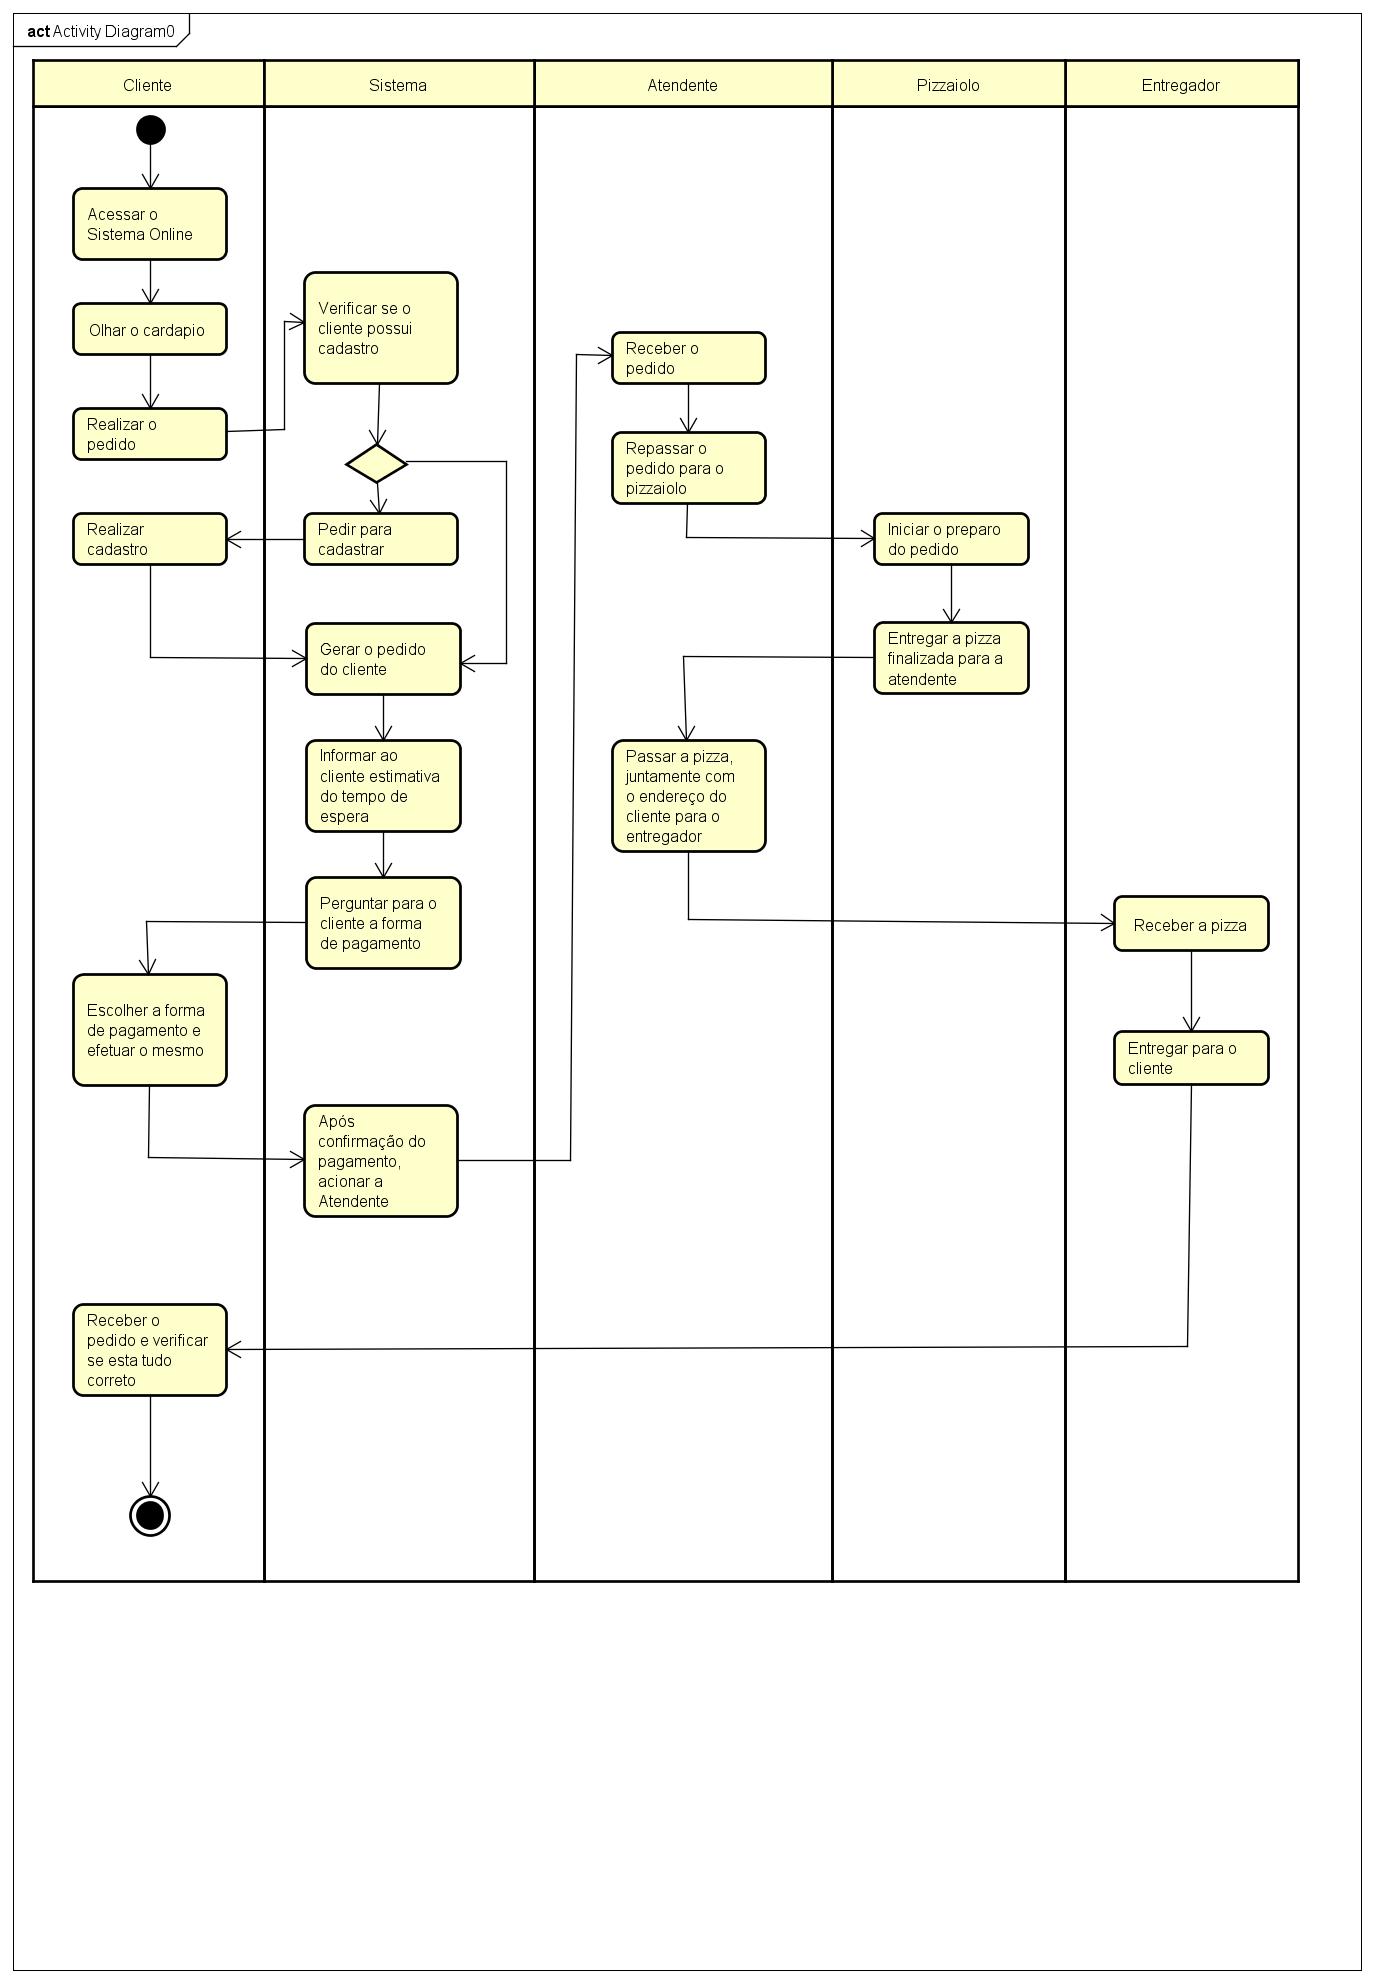 act Activity Diagram0
Cliente
Sistema
Atendente
Pizzaiolo
Entregador
Acessar o
Sistema Online
Olhar o cardapio
Realizar o
pedido
Verificar se o
cliente possui
cadastro
Pedir para
cadastrar
Realizar
cadastro
Gerar o pedido
do cliente
Informar ao
cliente estimativa
do tempo de
espera
Perguntar para o
cliente a forma
de pagamento
Escolher a forma
de pagamento e
efetuar o mesmo
Após
confirmação do
pagamento,
acionar a
Atendente
Receber o
pedido
Repassar o
pedido para o
pizzaiolo
Iniciar o preparo
do pedido
Entregar a pizza
finalizada para a
atendente
Passar a pizza,
juntamente com
o endereço do
cliente para o
entregador
Receber a pizza
Entregar para o
cliente
Receber o
pedido e verificar
se esta tudo
correto